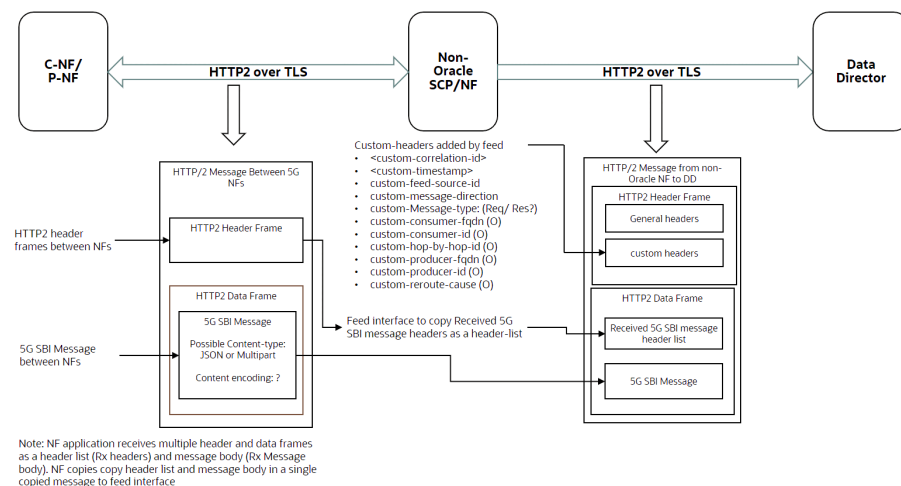 C-NF/
P-NF
HTTP2 over TLS
Non-
Oracle
SCP/NF
HTTP2 over TLS
Data
Director
Custom-headers added by feed
• <custom-correlation-id>
• <custom-timestamp>
• custom-feed-source-id
• custom-message-direction
• custom-Message-type: (Req/ Res?)
• custom-consumer-fqdn (O)
• custom-consumer-id (O)
• custom-hop-by-hop-id (O)
• custom-producer-fqdn (O)
• custom-producer-id (O)
• custom-reroute-cause (O)
HTTP/2 Message Between 5G
NFs
HTTP2 Header Frame
HTTP2 header
frames between NFs
HTTP2 Data Frame
5G SBI Message
Possible Content-type:
JSON or Multipart
Content encoding: ?
5G SBI Message
between NFs
Feed interface to copy Received 5G
SBI message headers as a header-list
HTTP/2 Message from non-
Oracle NF to DD
HTTP2 Header Frame
General headers
custom headers
HTTP2 Data Frame
Received 5G SBI message
header list
5G SBI Message
Note: NF application receives multiple header and data frames
as a header list (Rx headers) and message body (Rx Message
body). NF copies copy header list and message body in a single
copied message to feed interface